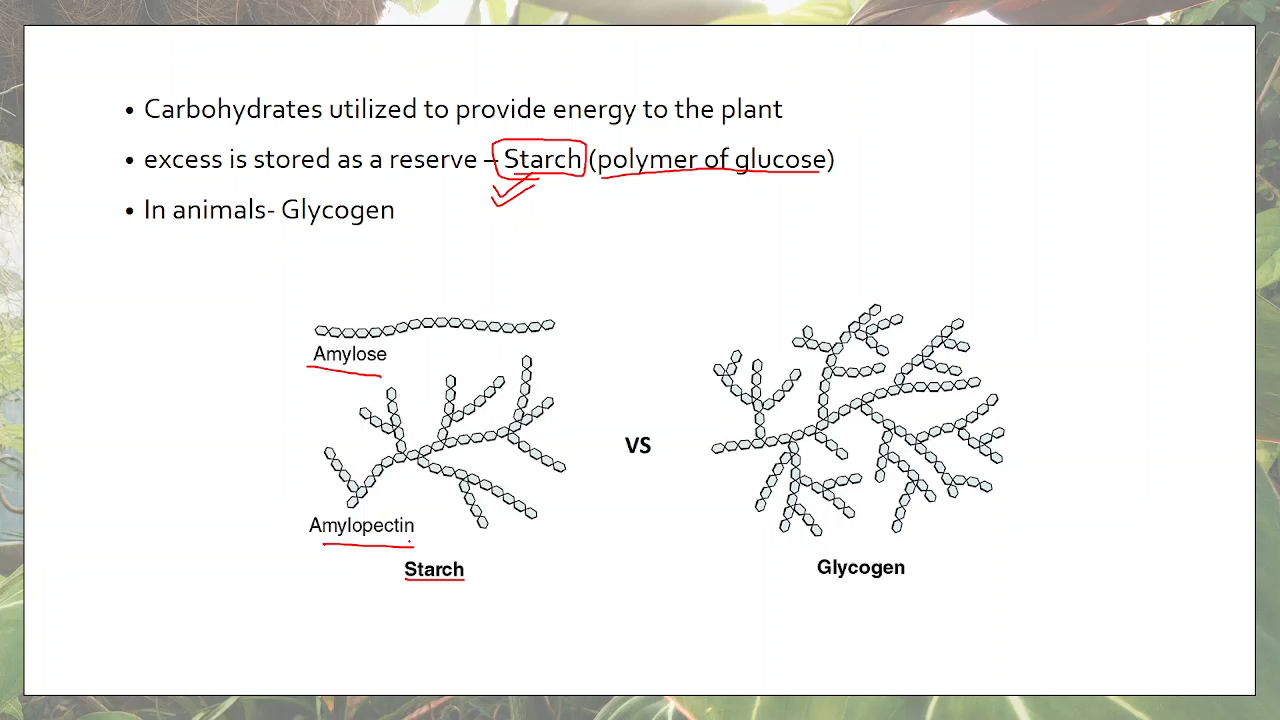 • Carbohydrates utilized to provide energy to the plant
• excess is stored as a reserve – Starch (polymer of glucose)
• In animals- Glycogen
Amylose
VS
Amylopectin
Starch
Glycogen